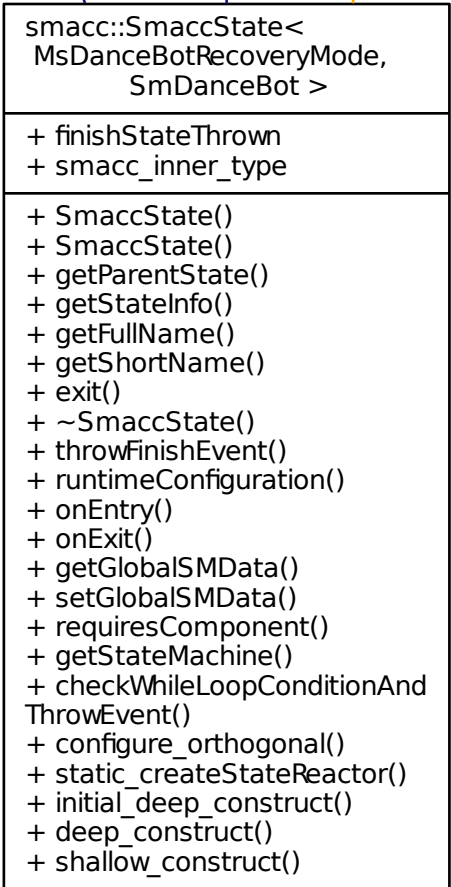 smacc::SmaccState<
MsDanceBotRecoveryMode,
SmDanceBot >
+ finishStateThrown
+ smacc_inner_type
+ SmaccState()
+ SmaccState()
+ getParentState()
+ getStateInfo()
+ getFullName()
+ getShortName()
+ exit()
+ ~SmaccState()
+ throwFinishEvent()
+ runtimeConfiguration()
+ onEntry()
+ onExit()
+ getGlobalSMData()
+ setGlobalSMData()
+ requiresComponent()
+ getStateMachine()
+ checkWhileLoopConditionAnd
ThrowEvent()
+ configure_orthogonal()
+ static_createStateReactor()
+ initial_deep_construct()
+ deep_construct()
+ shallow_construct()